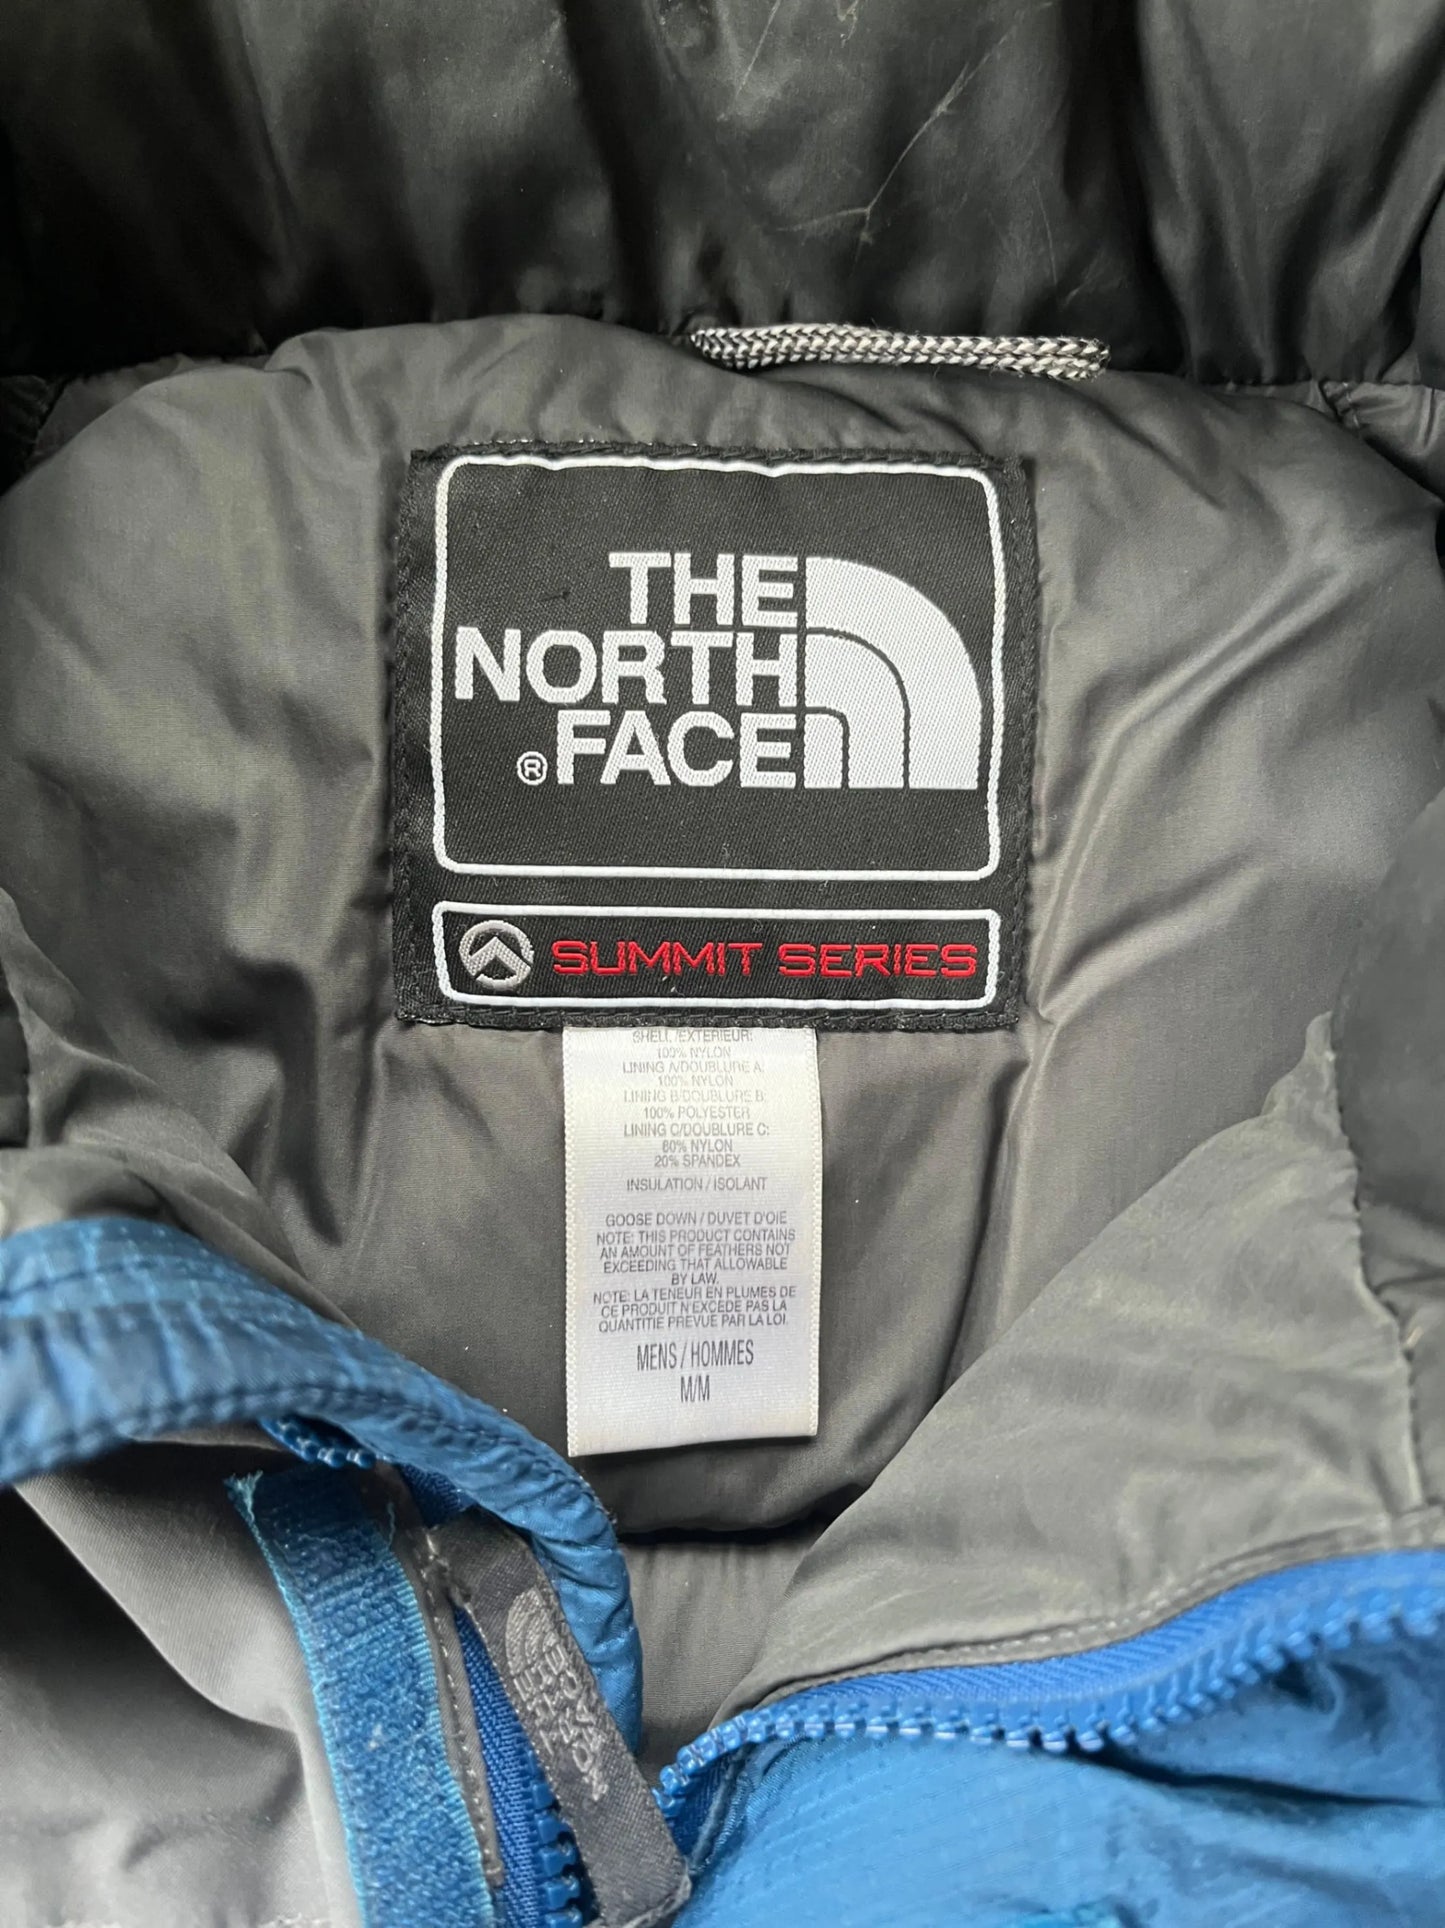 THE
NORTH
® FACE
SUMMIT SERIES
SHELL/EXTERIEUR:
100% NYLON
LINING A/DOUBLURE A:
100% NYLON
LINING B/DOUBLURE B:
100% POLYESTER
LINING C/DOUBLURE C:
80% NYLON
20% SPANDEX
INSULATION / ISOLANT
GOOSE DOWN / DUVET D'OIE
NOTE: THIS PRODUCT CONTAINS
AN AMOUNT OF FEATHERS NOT
EXCEEDING THAT ALLOWABLE
BY LAW.
NOTE: LA TENEUR EN PLUMES DE
CE PRODUIT N'EXCEDE PAS LA
QUANTITIE PREVUE PAR LA LOI.
MENS / HOMMES
M/M
THE
NORTH
FACE